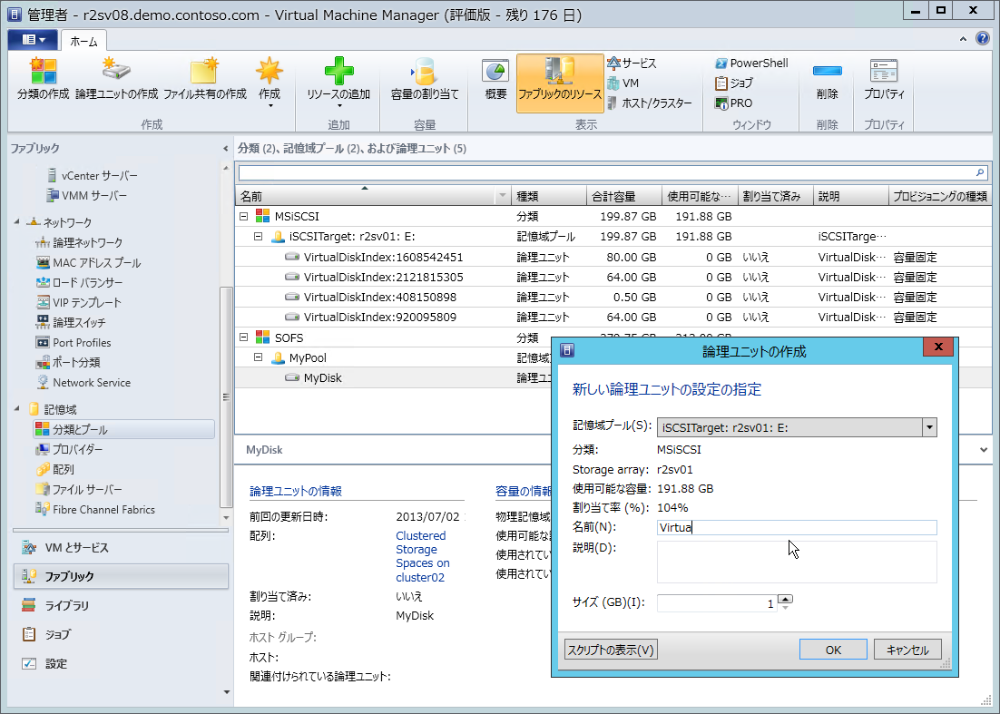 管理者 - r2sv08.demo.contoso.com - Virtual Machine Manager (評価版 - 残り 176 日)
ホーム
分類の作成 論理ユニットの作成 ファイル共有の作成 作成
作成
リソースの追加
追加
容量の割り当て
容量
概要 ファブリックのリソース
サービス
VM
ホスト/クラスター
表示
PowerShell
ジョブ
PRO
ウィンドウ
削除
削除
プロパティ
プロパティ
ファブリック
vCenter サーバー
VMM サーバー
ネットワーク
論理ネットワーク
MAC アドレス プール
ロード バランサー
VIP テンプレート
論理スイッチ
Port Profiles
ポート分類
Network Service
記憶域
分類とプール
プロバイダー
配列
ファイル サーバー
Fibre Channel Fabrics
VM とサービス
ファブリック
ライブラリ
ジョブ
設定
分類 (2)、記憶域プール (2)、および論理ユニット (5)
名前 種類 合計容量 使用可能な… 割り当て済み 説明 プロビジョニングの種類
MSiSCSI 分類 199.87 GB 191.88 GB
iSCSITarget: r2sv01: E: 記憶域プール 199.87 GB 191.88 GB iSCSITarge…
VirtualDiskIndex:1608542451 論理ユニット 80.00 GB 0 GB いいえ VirtualDisk… 容量固定
VirtualDiskIndex:2121815305 論理ユニット 64.00 GB 0 GB いいえ VirtualDisk… 容量固定
VirtualDiskIndex:408150898 論理ユニット 0.50 GB 0 GB いいえ VirtualDisk… 容量固定
VirtualDiskIndex:920095809 論理ユニット 64.00 GB 0 GB いいえ VirtualDisk… 容量固定
SOFS 分類
MyPool 記憶域
MyDisk 論理ユ
MyDisk
論理ユニットの情報
前回の更新日時: 2013/07/02
配列: Clustered
Storage
Spaces on
cluster02
割り当て済み: いいえ
説明: MyDisk
ホスト グループ:
ホスト:
関連付けられている論理ユニット:
容量の情報
物理記憶域
使用可能な
使用されてい
使用されてい
論理ユニットの作成
新しい論理ユニットの設定の指定
記憶域プール(S): iSCSITarget: r2sv01: E:
分類: MSiSCSI
Storage array: r2sv01
使用可能な容量: 191.88 GB
割り当て率 (%): 104%
名前(N): Virtua
説明(D):
サイズ (GB)(I): 1
スクリプトの表示(V) OK キャンセル